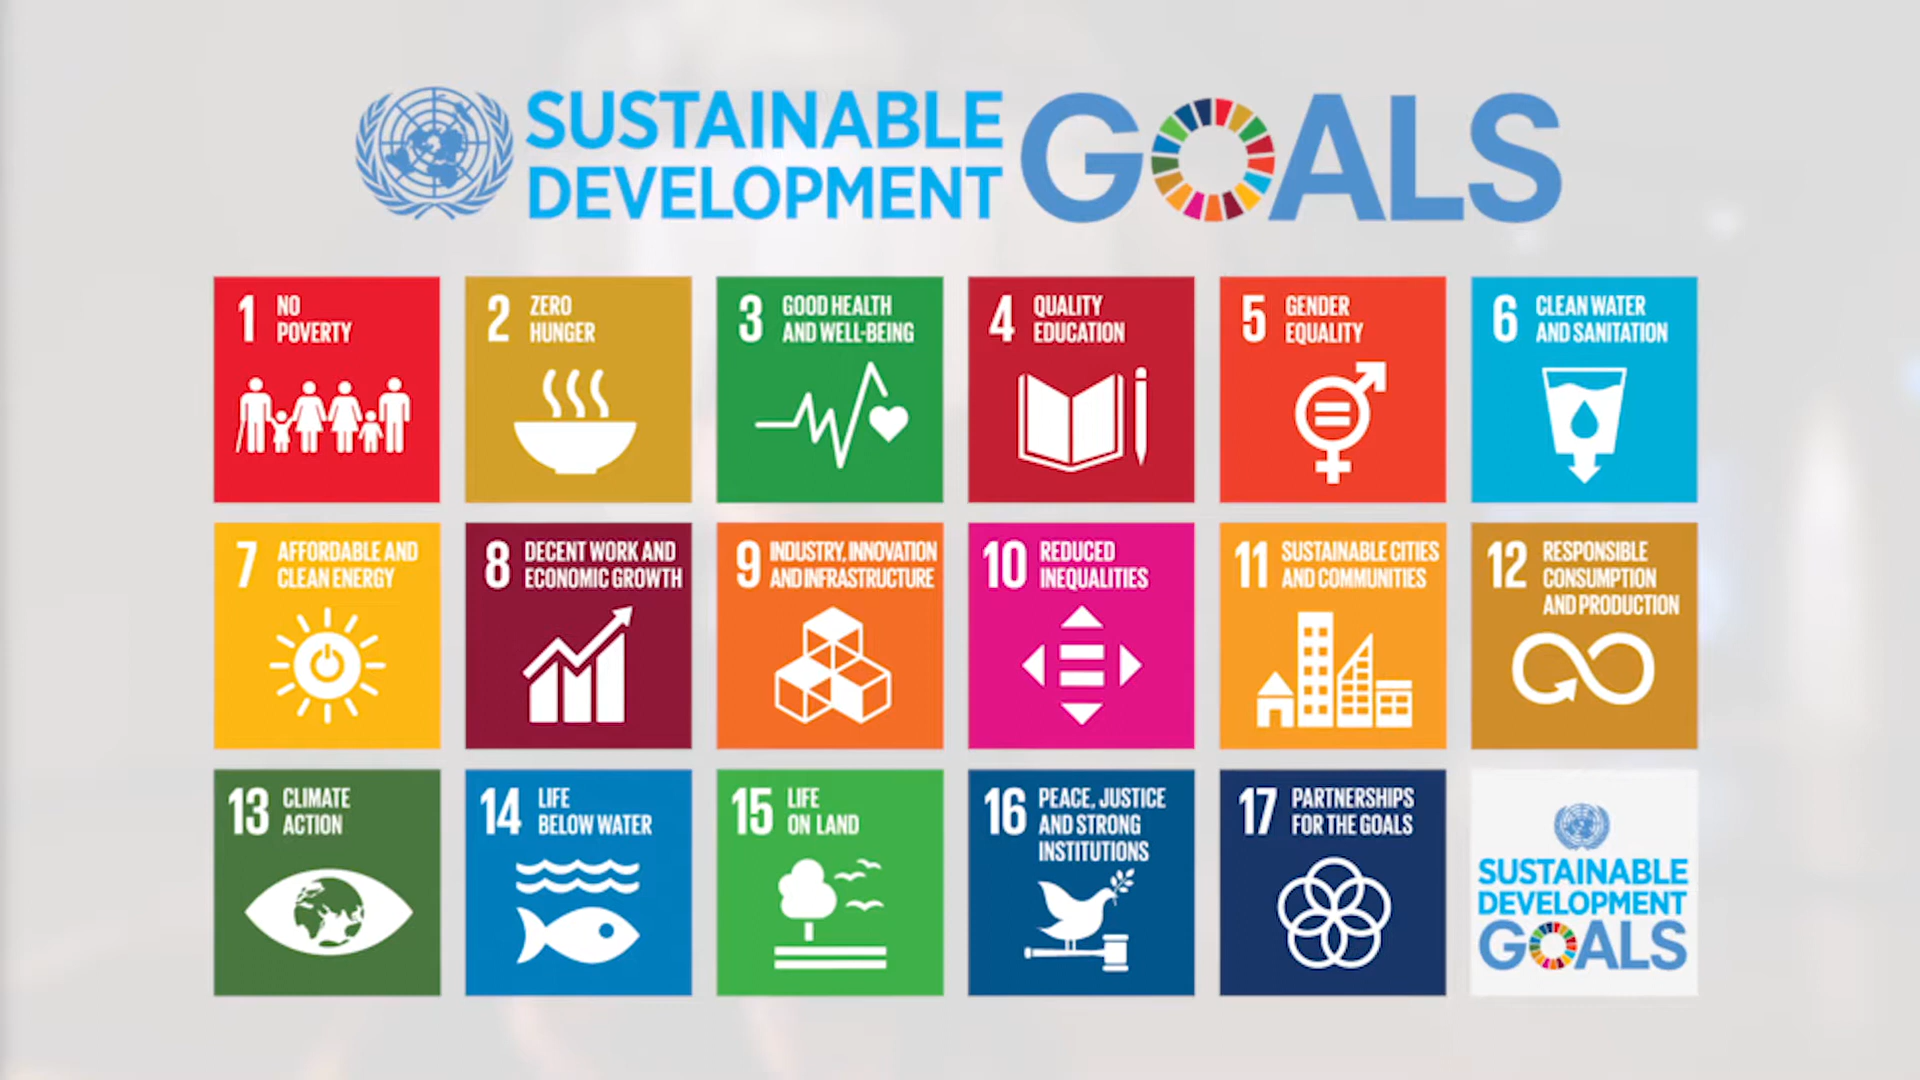 SUSTAINABLE
DEVELOPMENT
GOALS
1 NO
POVERTY
2 ZERO
HUNGER
3 GOOD HEALTH
AND WELL-BEING
4 QUALITY
EDUCATION
5 GENDER
EQUALITY
6 CLEAN WATER
AND SANITATION
7 AFFORDABLE AND
CLEAN ENERGY
8 DECENT WORK AND
ECONOMIC GROWTH
9 INDUSTRY, INNOVATION
AND INFRASTRUCTURE
10 REDUCED
INEQUALITIES
11 SUSTAINABLE CITIES
AND COMMUNITIES
12 RESPONSIBLE
CONSUMPTION
AND PRODUCTION
13 CLIMATE
ACTION
14 LIFE
BELOW WATER
15 LIFE
ON LAND
16 PEACE, JUSTICE
AND STRONG
INSTITUTIONS
17 PARTNERSHIPS
FOR THE GOALS
SUSTAINABLE
DEVELOPMENT
GOALS